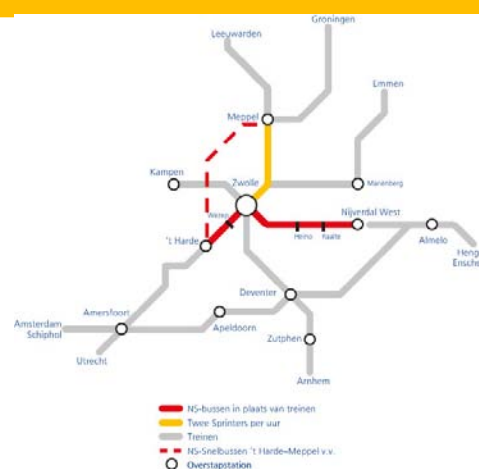 Groningen
Leeuwarden
Emmen
Meppel
Kampen
Zwolle
Mariënberg
Wezep
Nijverdal West
't Harde
Heino
Raalte
Almelo
Heng
Ensche
Deventer
Amersfoort
Amsterdam
Schiphol
Apeldoorn
Zutphen
Utrecht
Arnhem
NS-bussen in plaats van treinen
Twee Sprinters per uur
Treinen
NS-Snelbussen 't Harde-Meppel v.v.
Overstapstation